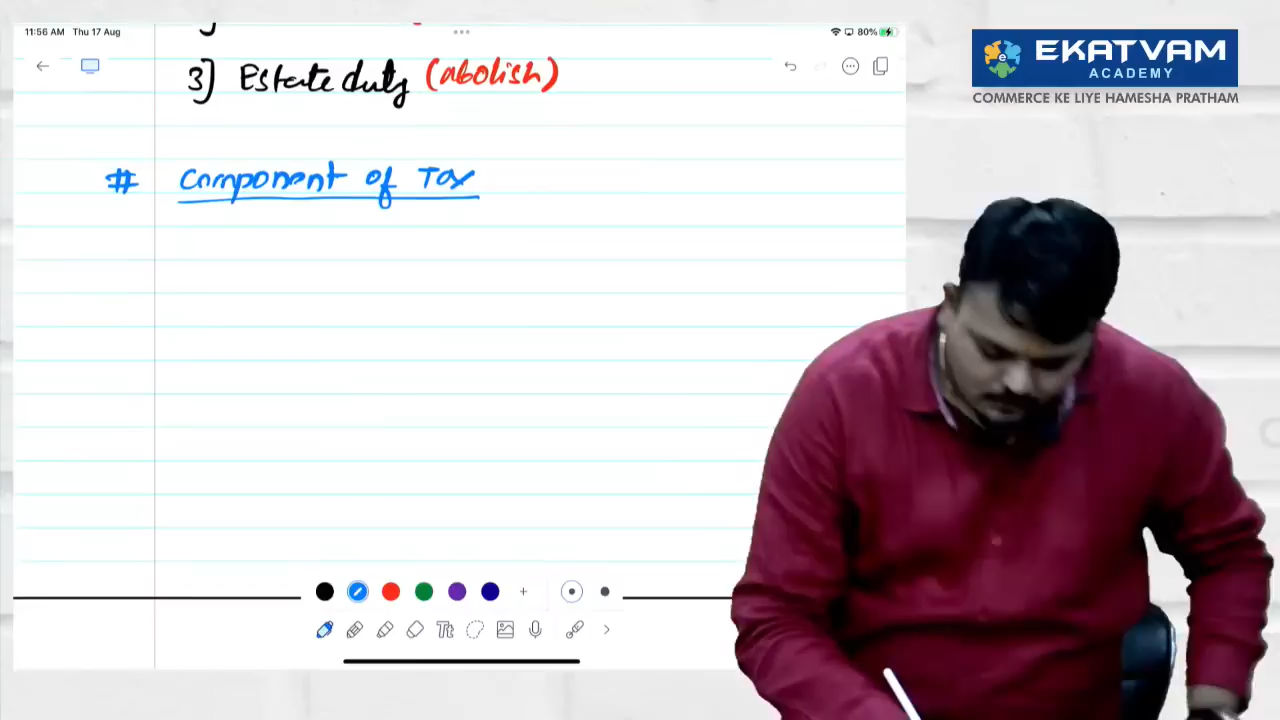 11:56 AM Thu 17 Aug
80%
3] Estate duty (abolish)
# Component of Tax
Tt
EKATVAM
ACADEMY
COMMERCE KE LIYE HAMESHA PRATHAM